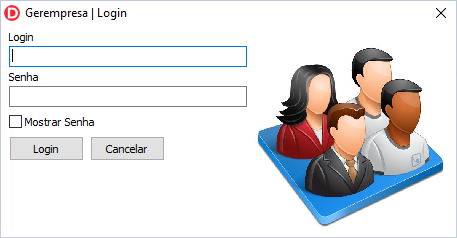 Gerempresa | Login
Login
Senha
Mostrar Senha
Login Cancelar